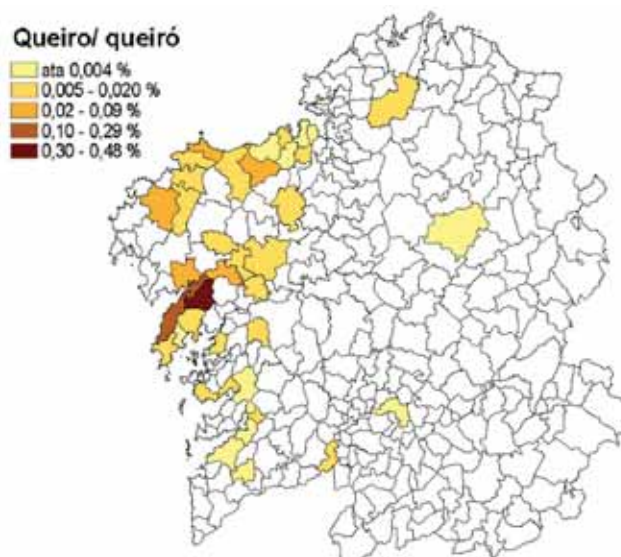 Queiro/ queiró
ata 0,004 %
0,005 - 0,020 %
0,02 - 0,09 %
0,10 - 0,29 %
0,30 - 0,48 %